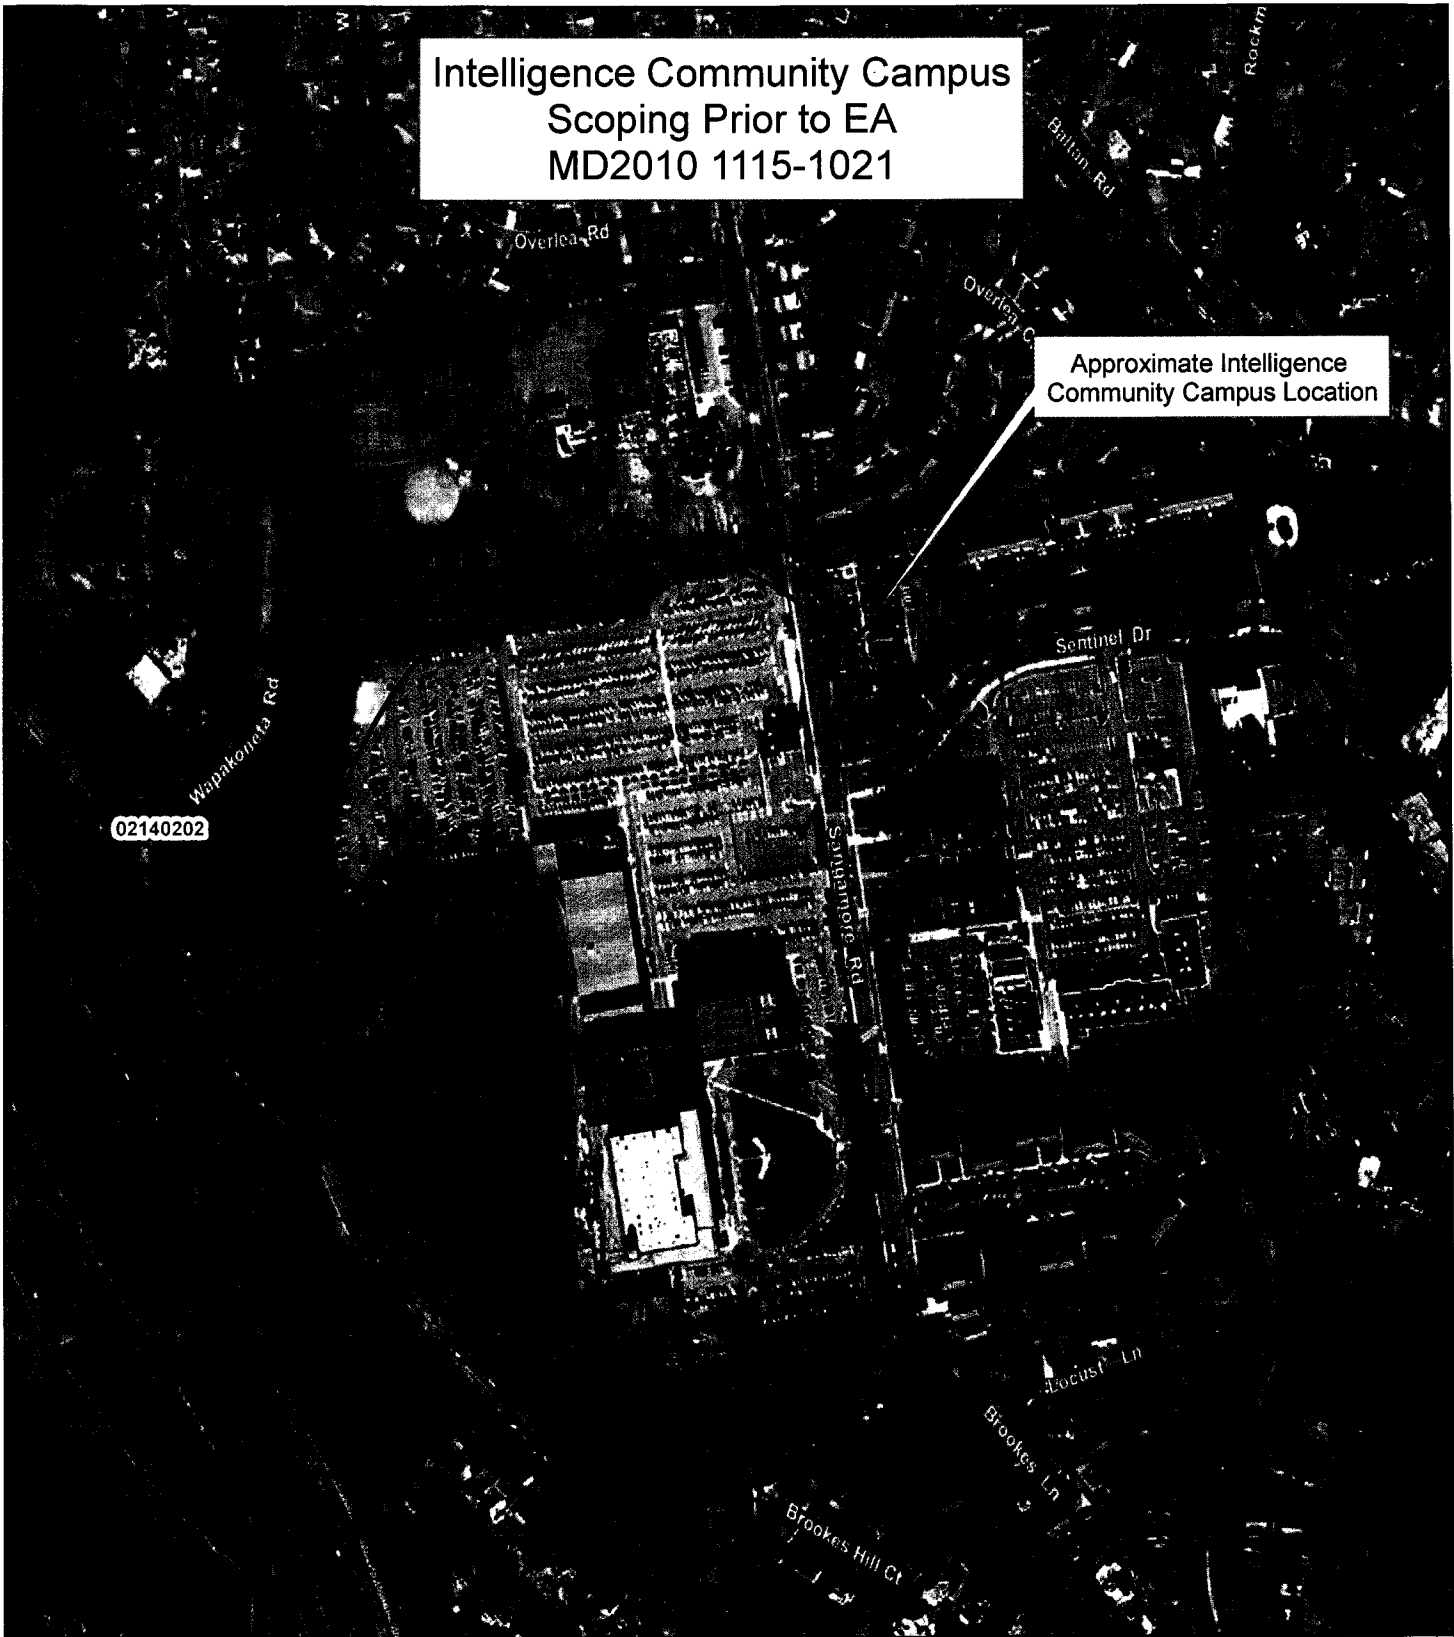 Intelligence Community Campus
Scoping Prior to EA
MD2010 1115-1021
Rockm
Baltan Rd
Overlea Rd
Overlea C
Approximate Intelligence
Community Campus Location
Sentinel Dr
Wapakoneta Rd
02140202
Sangamore Rd
Locust Ln
Brookes Ln
Brookes Hill Ct